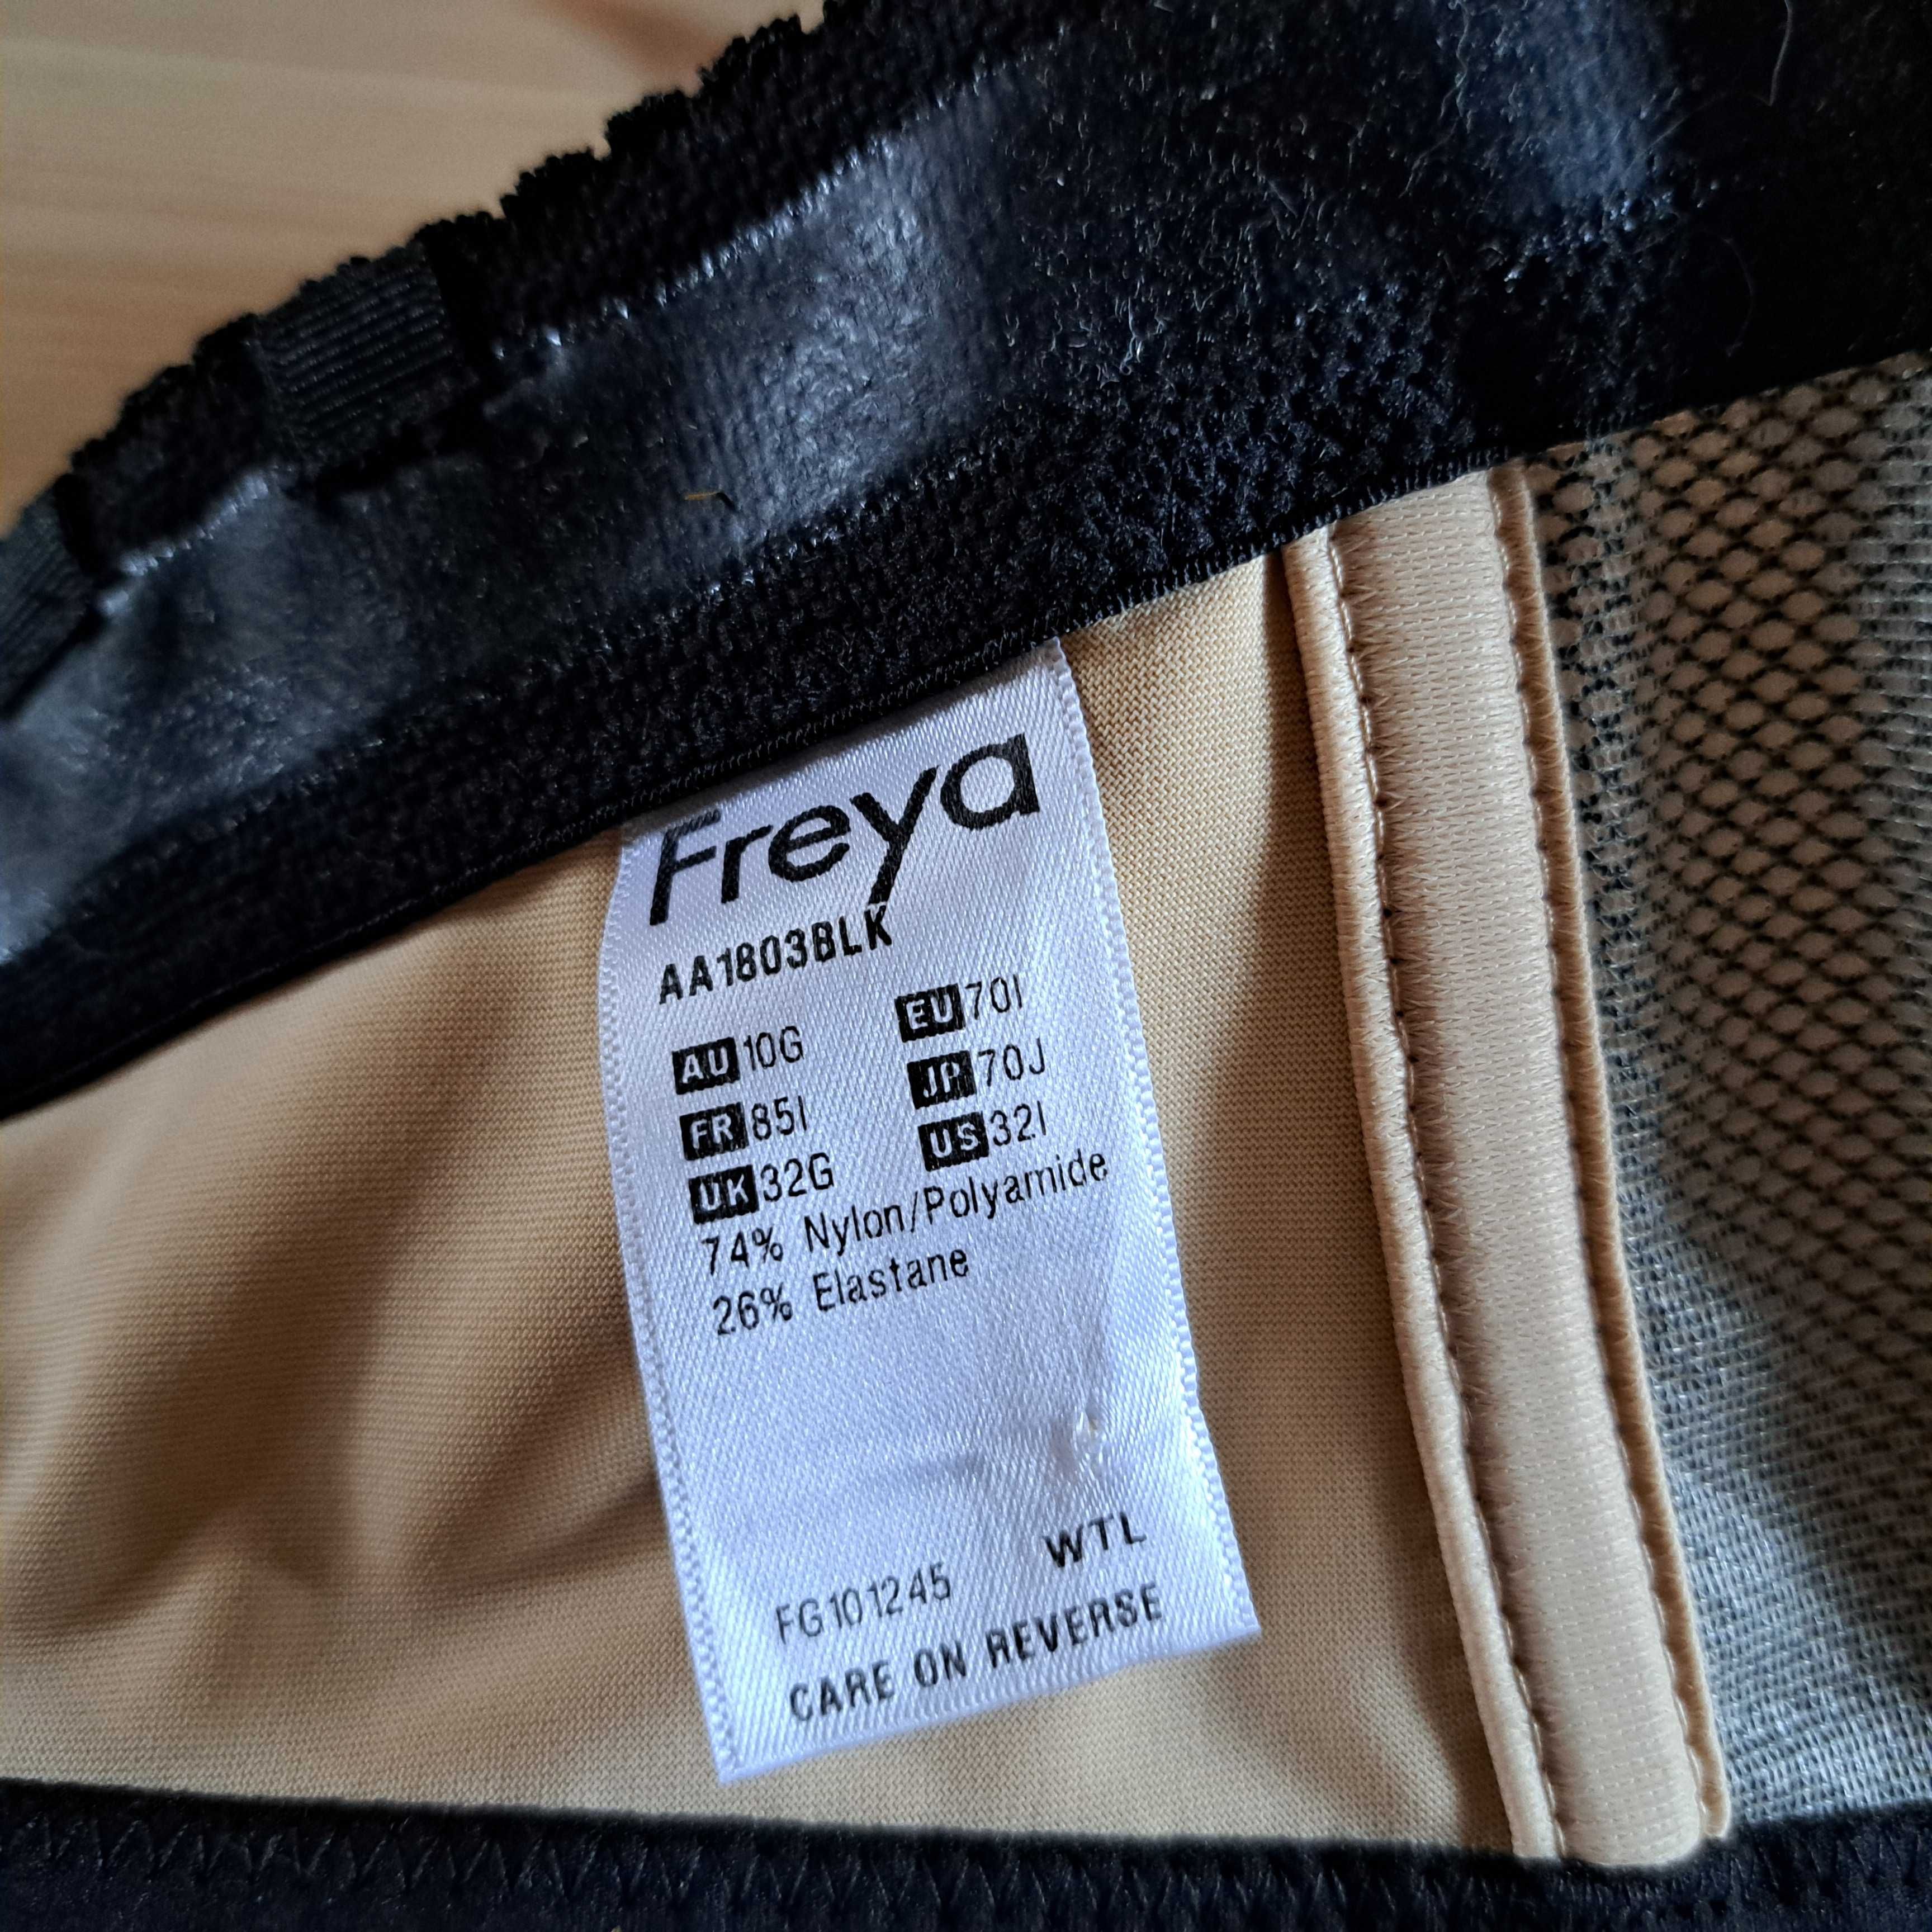 Freya
AA1803BLK
AU 10G EU 70I
FR 85I JP 70J
UK 32G US 32I
74% Nylon/Polyamide
26% Elastane
FG101245 WTL
CARE ON REVERSE